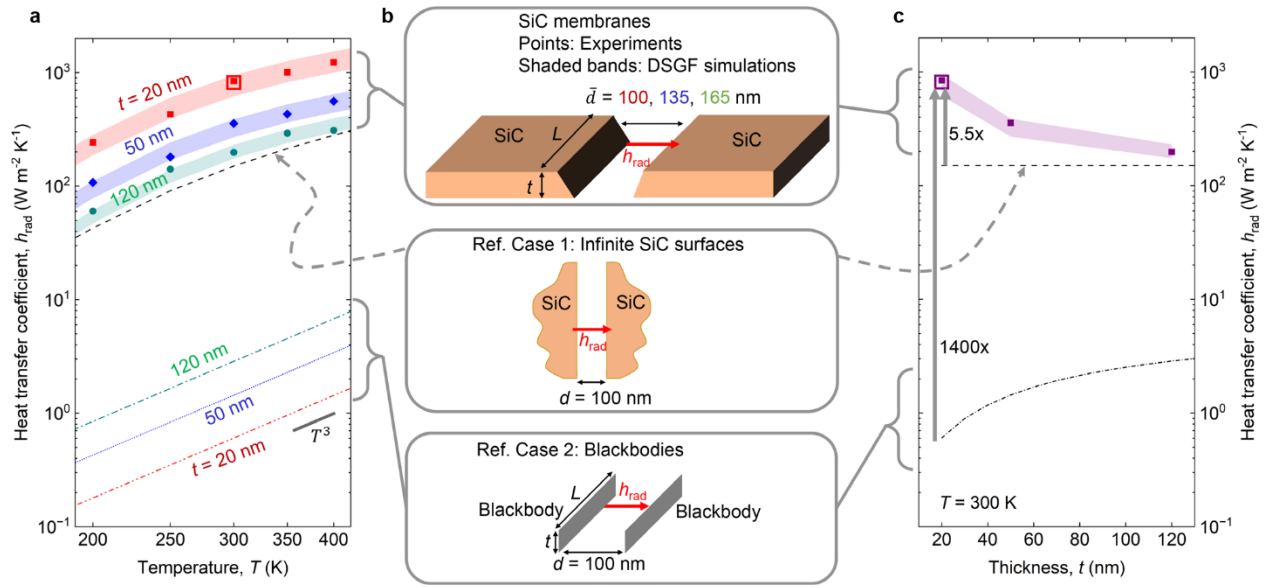 a
Heat transfer coefficient, h_rad (W m⁻² K⁻¹)
10³
10²
10¹
10⁰
10⁻¹
t = 20 nm
50 nm
120 nm
120 nm
50 nm
t = 20 nm
T³
200
250
300
350
400
Temperature, T (K)
b
SiC membranes
Points: Experiments
Shaded bands: DSGF simulations
d̄ = 100, 135, 165 nm
SiC
L
SiC
h_rad
t
Ref. Case 1: Infinite SiC surfaces
SiC
SiC
h_rad
d = 100 nm
Ref. Case 2: Blackbodies
L
h_rad
Blackbody
Blackbody
t
d = 100 nm
c
5.5x
1400x
T = 300 K
10³
10²
10¹
10⁰
10⁻¹
Heat transfer coefficient, h_rad (W m⁻² K⁻¹)
20
40
60
80
100
120
Thickness, t (nm)